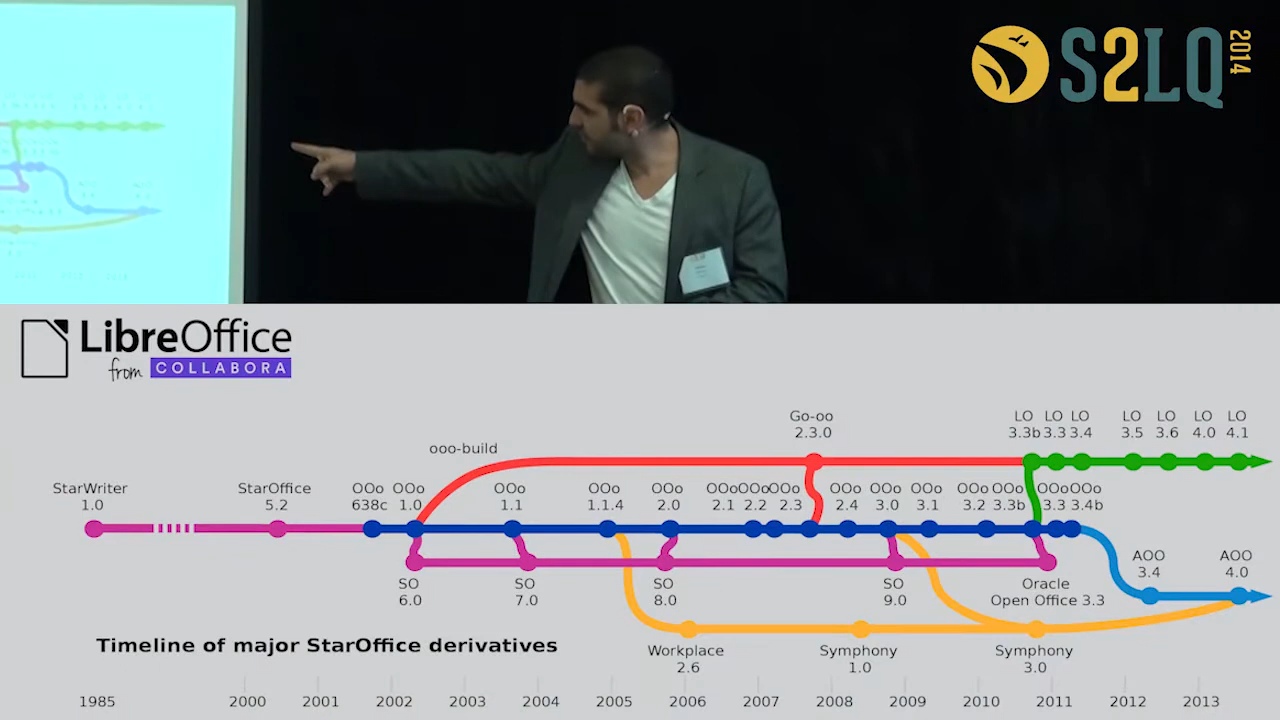 S2LQ 2014
LibreOffice
from COLLABORA
Go-oo
2.3.0
LO LO LO LO LO LO LO
3.3b 3.3 3.4 3.5 3.6 4.0 4.1
ooo-build
StarWriter StarOffice OOo OOo OOo OOo OOo OOo OOo OOo OOo OOo OOo OOo OOo OOo OOo
1.0 5.2 638c 1.0 1.1 1.1.4 2.0 2.1 2.2 2.3 2.4 3.0 3.1 3.2 3.3b 3.3 3.4b
AOO AOO
3.4 4.0
SO SO SO SO Oracle
6.0 7.0 8.0 9.0 Open Office 3.3
Timeline of major StarOffice derivatives
Workplace Symphony Symphony
2.6 1.0 3.0
1985 2000 2001 2002 2003 2004 2005 2006 2007 2008 2009 2010 2011 2012 2013